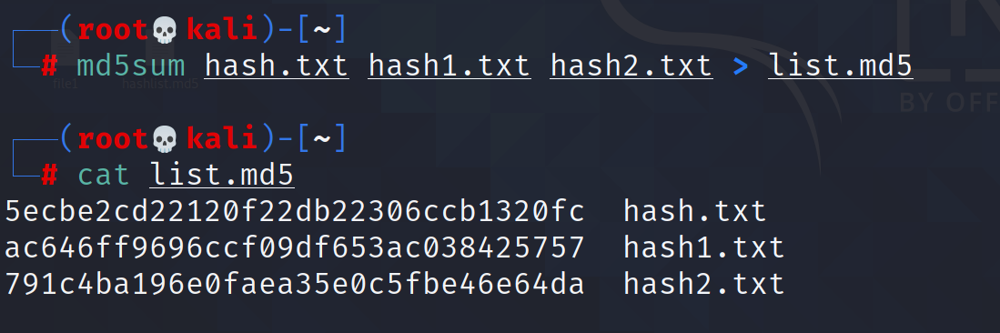 (root💀kali)-[~]
# md5sum hash.txt hash1.txt hash2.txt > list.md5
file1 hashlist.md5
BY OFF
(root💀kali)-[~]
# cat list.md5
5ecbe2cd22120f22db22306ccb1320fc  hash.txt
ac646ff9696ccf09df653ac038425757  hash1.txt
791c4ba196e0faea35e0c5fbe46e64da  hash2.txt